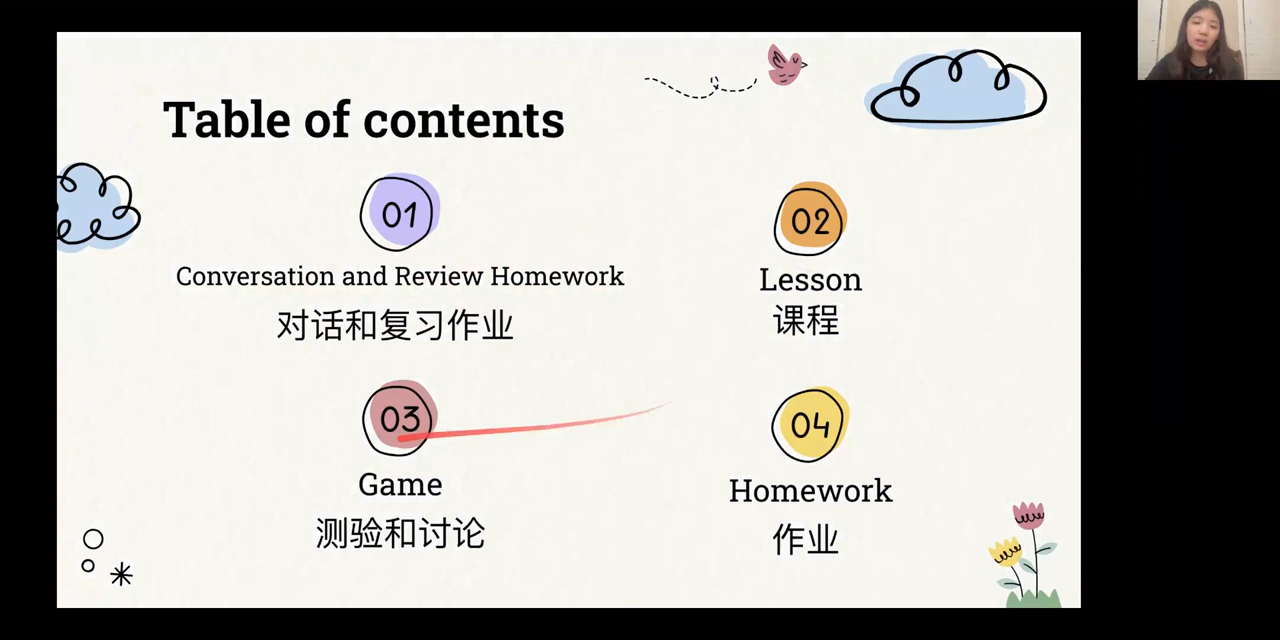 Table of contents
01
Conversation and Review Homework
对话和复习作业
02
Lesson
课程
03
Game
测验和讨论
04
Homework
作业